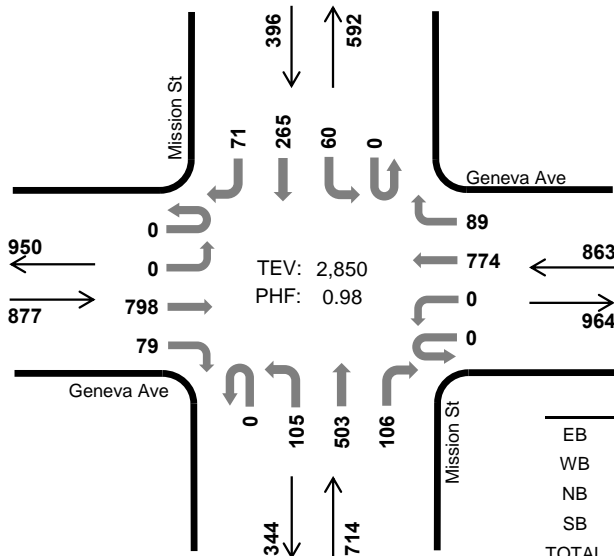 396
592
Mission St
71
265
60
0
Geneva Ave
0
89
950
0
TEV: 2,850
774
863
877
798
PHF: 0.98
0
964
79
0
Geneva Ave
0
105
503
106
Mission St
EB
WB
NB
SB
TOTAL
344
714